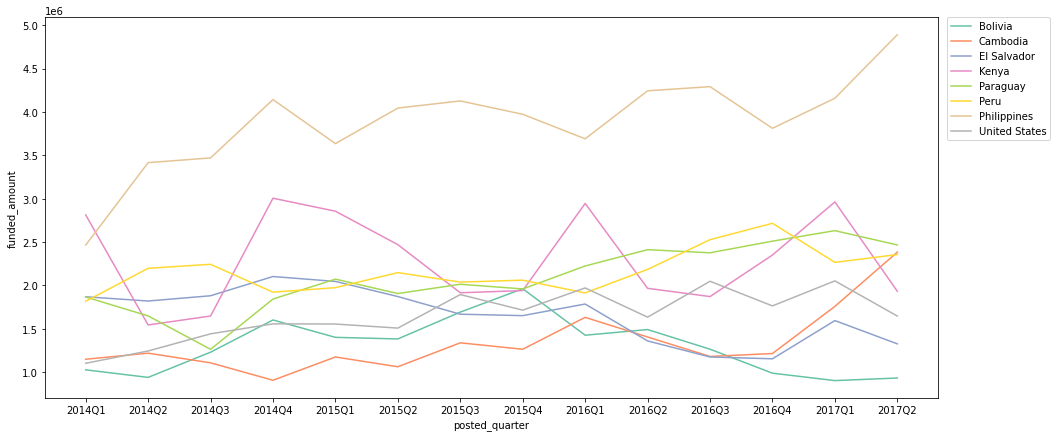 1e6
5.0
4.5
4.0
3.5
3.0
2.5
2.0
1.5
1.0
funded_amount
2014Q1 2014Q2 2014Q3 2014Q4 2015Q1 2015Q2 2015Q3 2015Q4 2016Q1 2016Q2 2016Q3 2016Q4 2017Q1 2017Q2
posted_quarter
Bolivia
Cambodia
El Salvador
Kenya
Paraguay
Peru
Philippines
United States